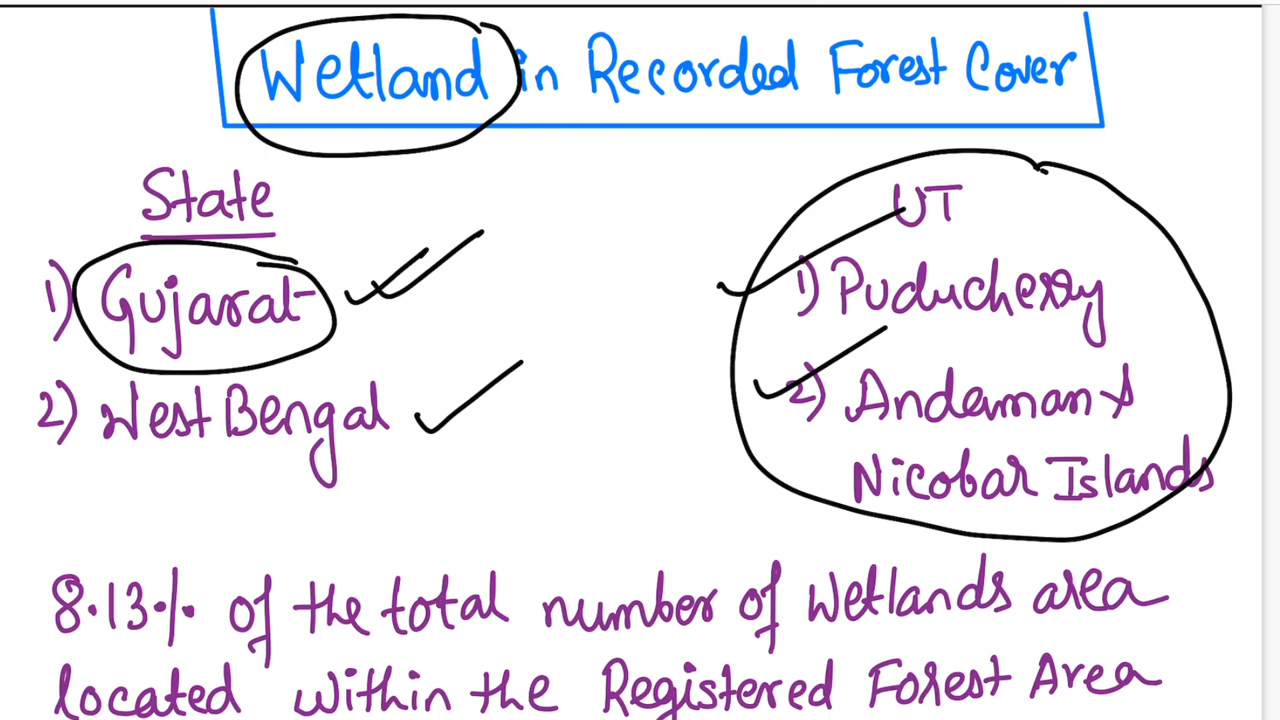 Wetland in Recorded Forest Cover
State
1) Gujarat
2) West Bengal
UT
1) Puducherry
2) Andaman &
Nicobar Islands
8.13% of the total number of Wetlands area
located within the Registered Forest Area